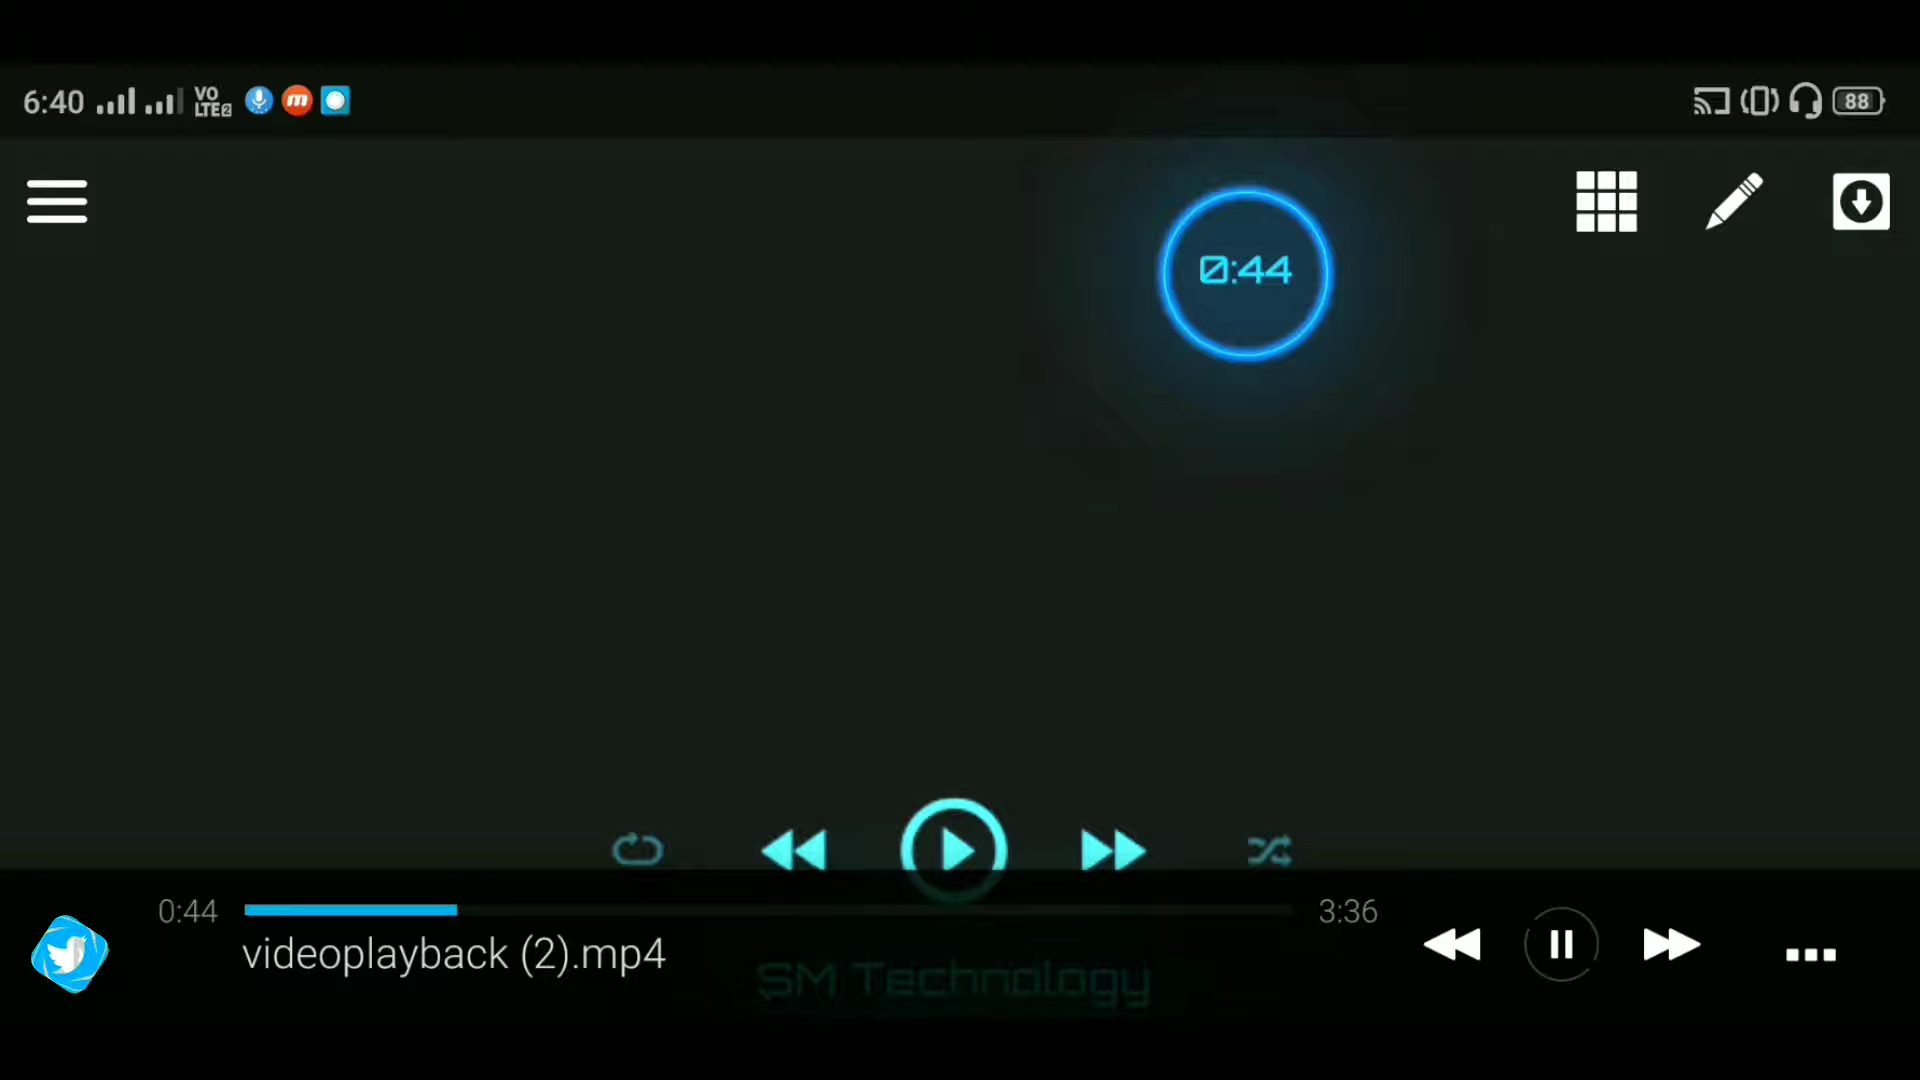 6:40 VO LTE2 m 88
0:44
0:44 3:36
videoplayback (2).mp4
SM Technology